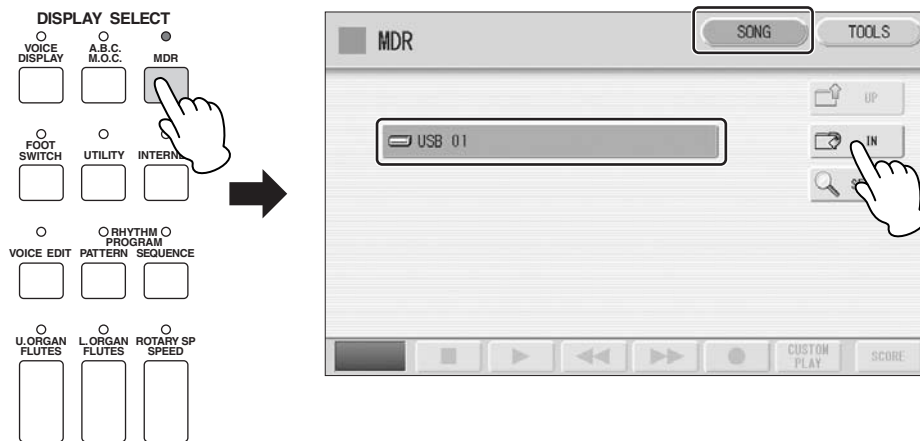 DISPLAY SELECT
VOICE DISPLAY
A.B.C. M.O.C.
MDR
FOOT SWITCH
UTILITY
RHYTHM PROGRAM
VOICE EDIT
PATTERN
SEQUENCE
U.ORGAN FLUTES
L.ORGAN FLUTES
ROTARY SP SPEED
MDR
SONG
TOOLS
UP
USB 01
IN
CUSTOM PLAY
SCORE